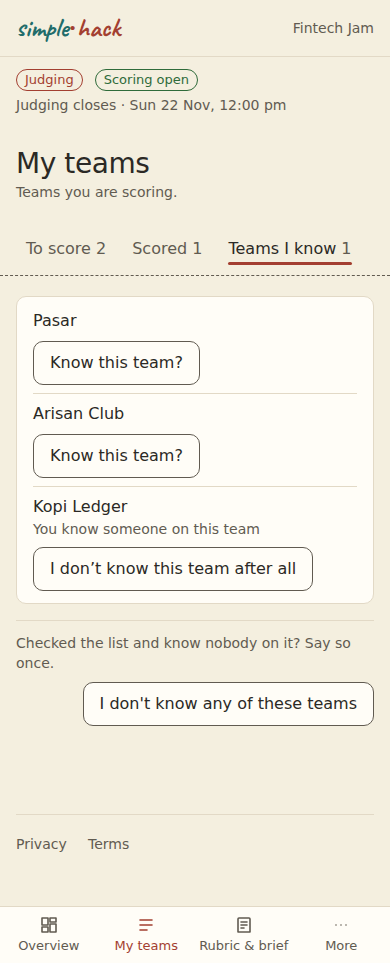 simple·hack
Fintech Jam
Judging
Scoring open
Judging closes · Sun 22 Nov, 12:00 pm
My teams
Teams you are scoring.
To score 2
Scored 1
Teams I know 1
Pasar
Know this team?
Arisan Club
Know this team?
Kopi Ledger
You know someone on this team
I don’t know this team after all
Checked the list and know nobody on it? Say so
once.
I don't know any of these teams
Privacy
Terms
Overview
My teams
Rubric & brief
More